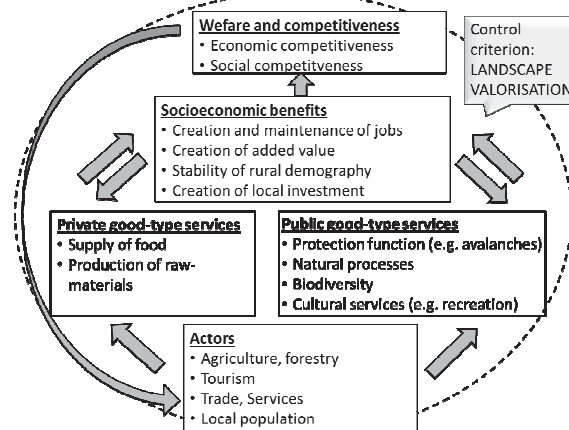 Wefare and competitiveness
• Economic competitiveness
• Social competitveness
Control
criterion:
LANDSCAPE
VALORISATION
Socioeconomic benefits
• Creation and maintenance of jobs
• Creation of added value
• Stability of rural demography
• Creation of local investment
Private good-type services
• Supply of food
• Production of raw-
materials
Public good-type services
• Protection function (e.g. avalanches)
• Natural processes
• Biodiversity
• Cultural services (e.g. recreation)
Actors
• Agriculture, forestry
• Tourism
• Trade, Services
• Local population